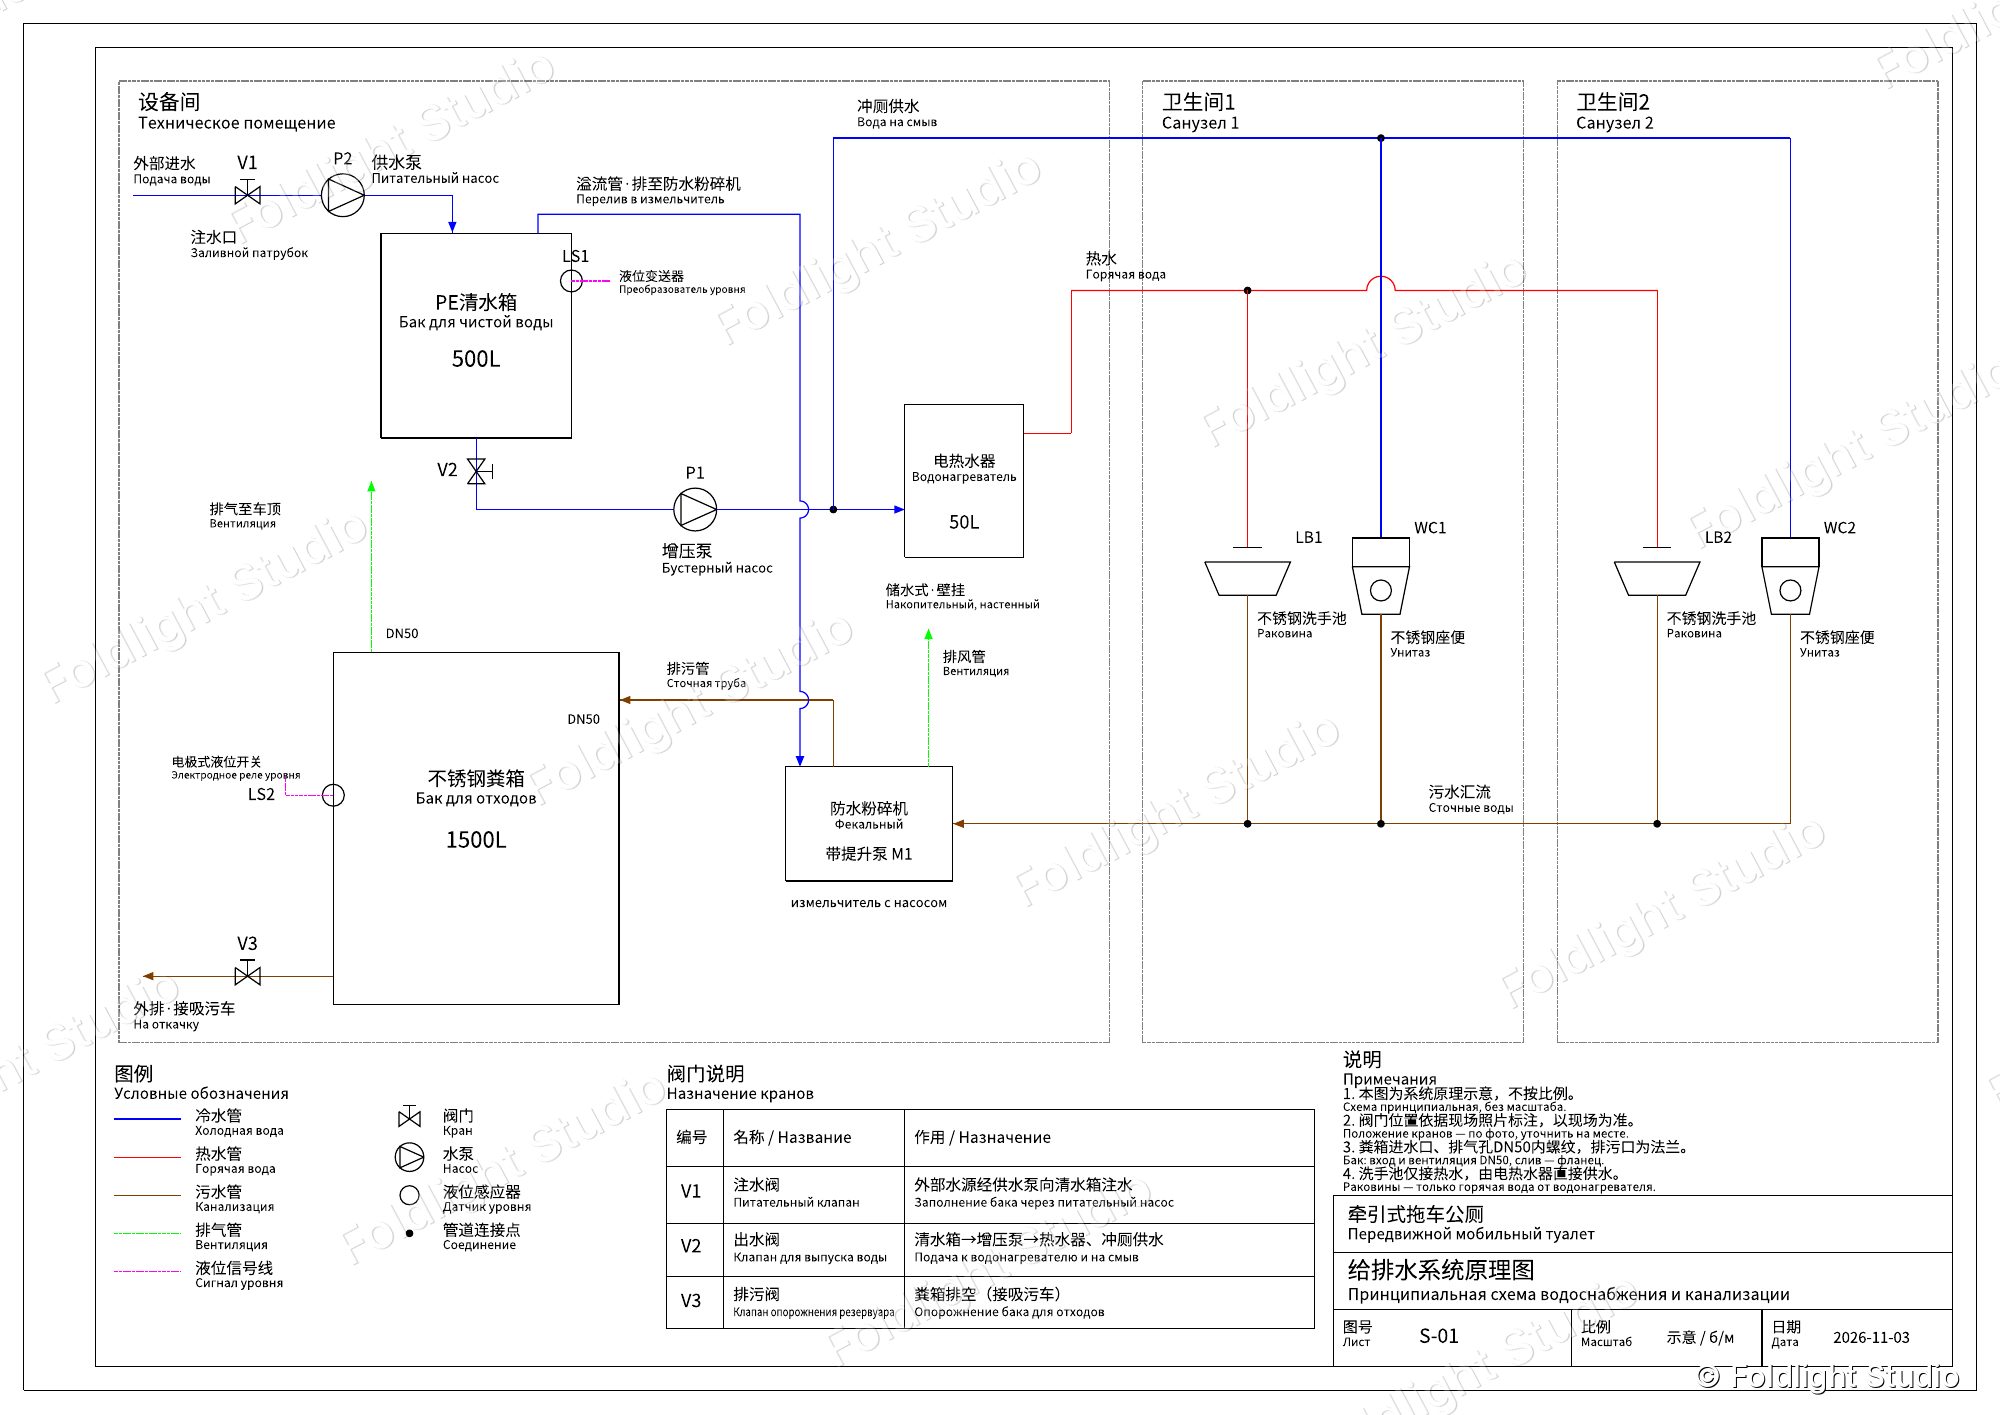 设备间
Техническое помещение
外部进水
Подача воды
V1
P2
供水泵
Питательный насос
注水口
Заливной патрубок
溢流管·排至防水粉碎机
Перелив в измельчитель
冲厕供水
Вода на смыв
卫生间1
Санузел 1
卫生间2
Санузел 2
LS1
液位变送器
Преобразователь уровня
PE清水箱
Бак для чистой воды
500L
热水
Горячая вода
V2
P1
增压泵
Бустерный насос
电热水器
Водонагреватель
50L
储水式·壁挂
Накопительный, настенный
排气至车顶
Вентиляция
DN50
LB1
WC1
LB2
WC2
不锈钢洗手池
Раковина
不锈钢座便
Унитаз
不锈钢洗手池
Раковина
不锈钢座便
Унитаз
排污管
Сточная труба
排风管
Вентиляция
DN50
电极式液位开关
Электродное реле уровня
LS2
不锈钢粪箱
Бак для отходов
1500L
防水粉碎机
Фекальный
带提升泵 M1
измельчитель с насосом
污水汇流
Сточные воды
V3
外排·接吸污车
На откачку
图例
Условные обозначения
冷水管
Холодная вода
热水管
Горячая вода
污水管
Канализация
排气管
Вентиляция
液位信号线
Сигнал уровня
阀门
Кран
水泵
Насос
液位感应器
Датчик уровня
管道连接点
Соединение
阀门说明
Назначение кранов
编号 名称 / Название 作用 / Назначение
V1
注水阀
Питательный клапан
外部水源经供水泵向清水箱注水
Заполнение бака через питательный насос
V2
出水阀
Клапан для выпуска воды
清水箱→增压泵→热水器、冲厕供水
Подача к водонагревателю и на смыв
V3
排污阀
Клапан опорожнения резервуара
粪箱排空（接吸污车）
Опорожнение бака для отходов
说明
Примечания
1. 本图为系统原理示意，不按比例。
Схема принципиальная, без масштаба.
2. 阀门位置依据现场照片标注，以现场为准。
Положение кранов — по фото, уточнить на месте.
3. 粪箱进水口、排气孔DN50内螺纹，排污口为法兰。
Бак: вход и вентиляция DN50, слив — фланец.
4. 洗手池仅接热水，由电热水器直接供水。
Раковины — только горячая вода от водонагревателя.
牵引式拖车公厕
Передвижной мобильный туалет
给排水系统原理图
Принципиальная схема водоснабжения и канализации
图号
Лист
S-01
比例
Масштаб
示意 / б/м
日期
Дата
2026-11-03
© Foldlight Studio